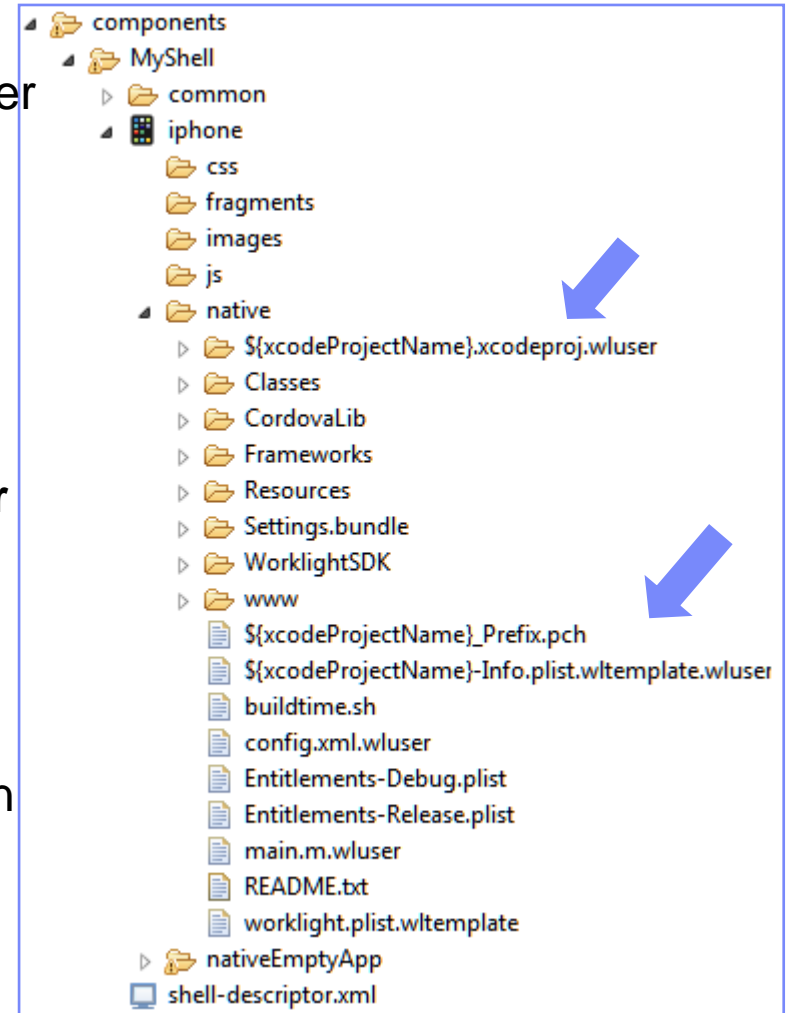 components
MyShell
er
common
iphone
css
fragments
images
js
native
${xcodeProjectName}.xcodeproj.wluser
Classes
CordovaLib
Frameworks
Resources
r
Settings.bundle
WorklightSDK
www
${xcodeProjectName}_Prefix.pch
${xcodeProjectName}-Info.plist.wltemplate.wluser
buildtime.sh
config.xml.wluser
Entitlements-Debug.plist
n
Entitlements-Release.plist
main.m.wluser
README.txt
worklight.plist.wltemplate
nativeEmptyApp
shell-descriptor.xml